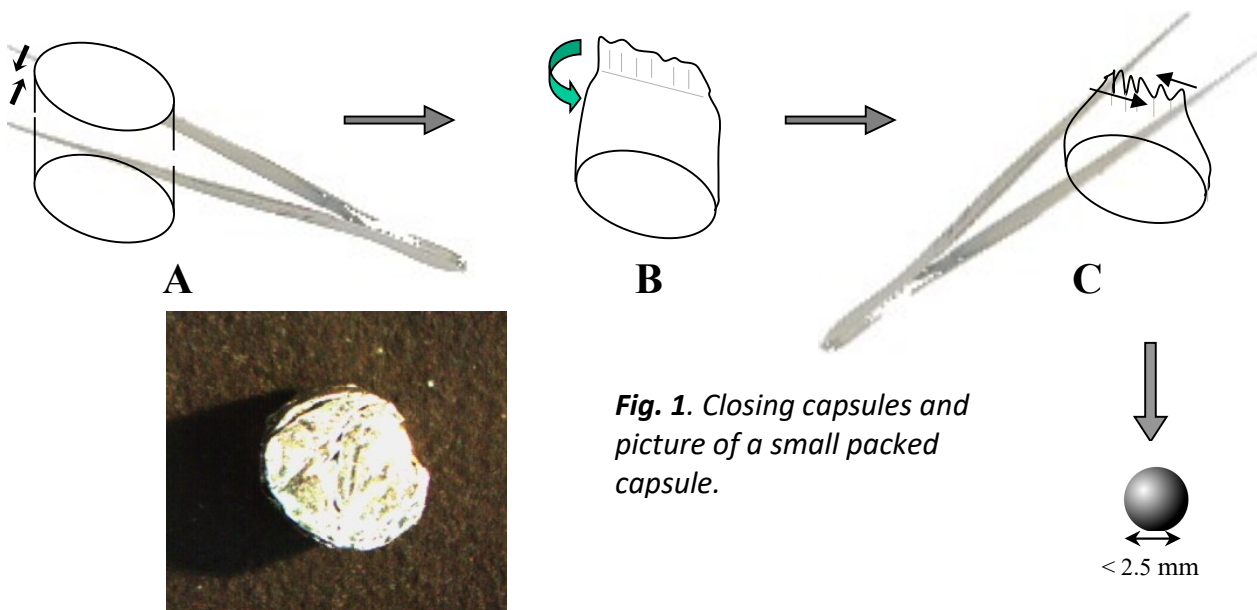 A
B
C
Fig. 1. Closing capsules and
picture of a small packed
capsule.
< 2.5 mm